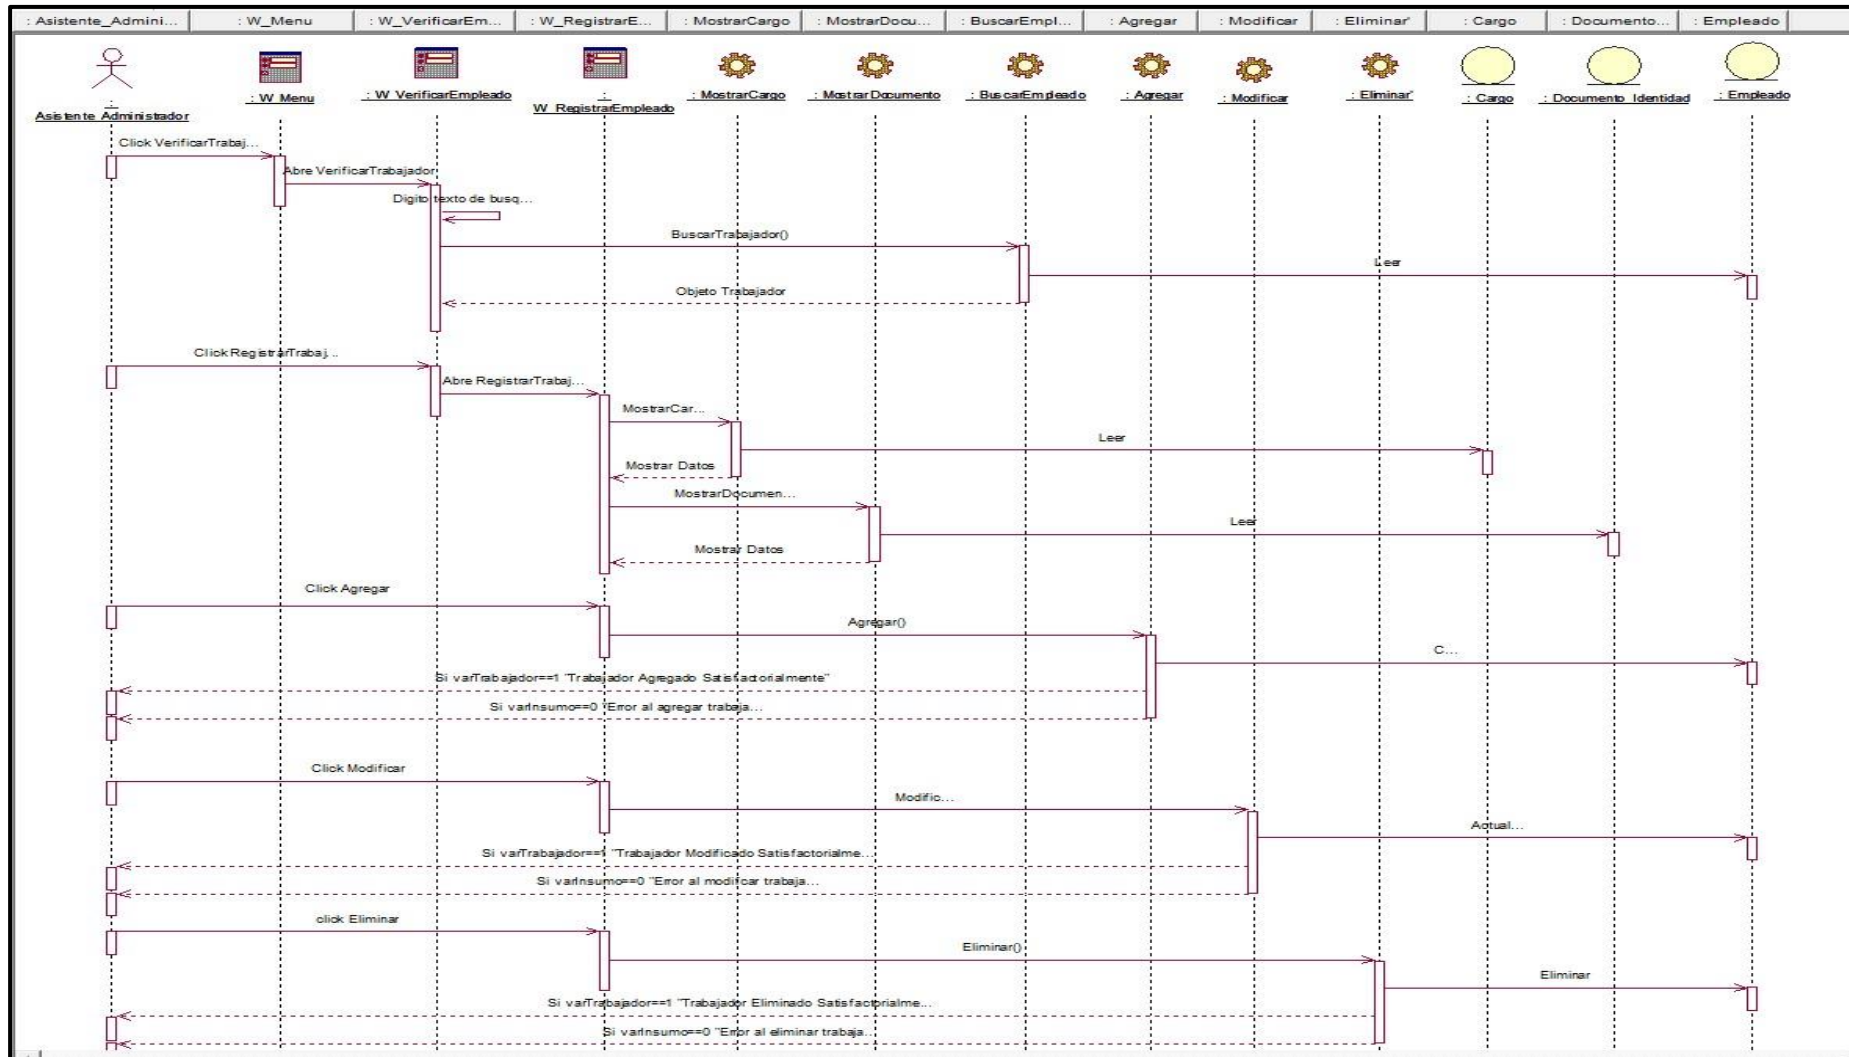 : Asistente_Admini...
: W_Menu
: W_VerificarEm...
: W_RegistrarE...
: MostrarCargo
: MostrarDocu...
: BuscarEmpl...
: Agregar
: Modificar
: Eliminar'
: Cargo
: Documento...
: Empleado
:
Asistente Administrador
: W_Menu
: W_VerificarEmpleado
:
W_RegistrarEmpleado
: MostrarCargo
: MostrarDocumento
: BuscarEmpleado
: Agregar
: Modificar
: Eliminar'
: Cargo
: Documento_Identidad
: Empleado
Click VerificarTrabaj...
Abre VerificarTrabajador
Digito texto de busq...
BuscarTrabajador()
Leer
Objeto Trabajador
Click RegistrarTrabaj...
Abre RegistrarTrabaj...
MostrarCar...
Leer
Mostrar Datos
MostrarDocumen...
Leer
Mostrar Datos
Click Agregar
Agregar()
C...
Si varTrabajador==1 "Trabajador Agregado Satisfactorialmente"
Si varInsumo==0 "Error al agregar trabaja...
Click Modificar
Modific...
Actual...
Si varTrabajador==1 "Trabajador Modificado Satisfactorialme...
Si varInsumo==0 "Error al modifcar trabaja...
click Eliminar
Eliminar()
Eliminar
Si varTrabajador==1 "Trabajador Eliminado Satisfactorialme...
Si varInsumo==0 "Error al eliminar trabaja...